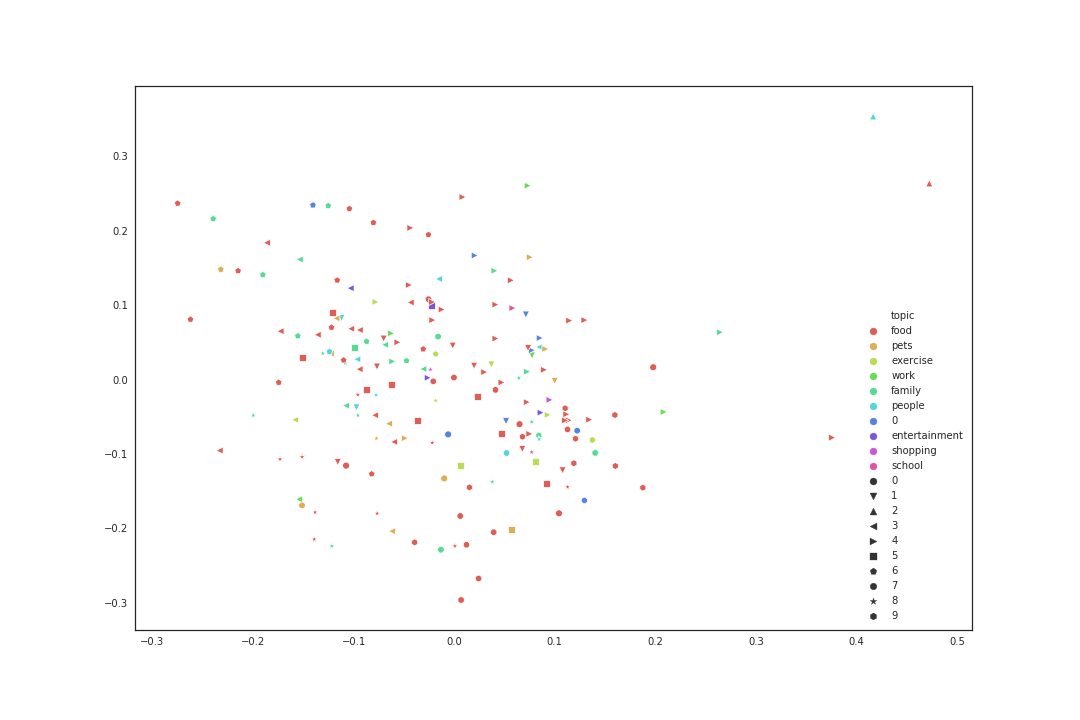 0.3
0.2
0.1
0.0
−0.1
−0.2
−0.3
−0.3 −0.2 −0.1 0.0 0.1 0.2 0.3 0.4 0.5
topic
food
pets
exercise
work
family
people
0
entertainment
shopping
school
0
1
2
3
4
5
6
7
8
9